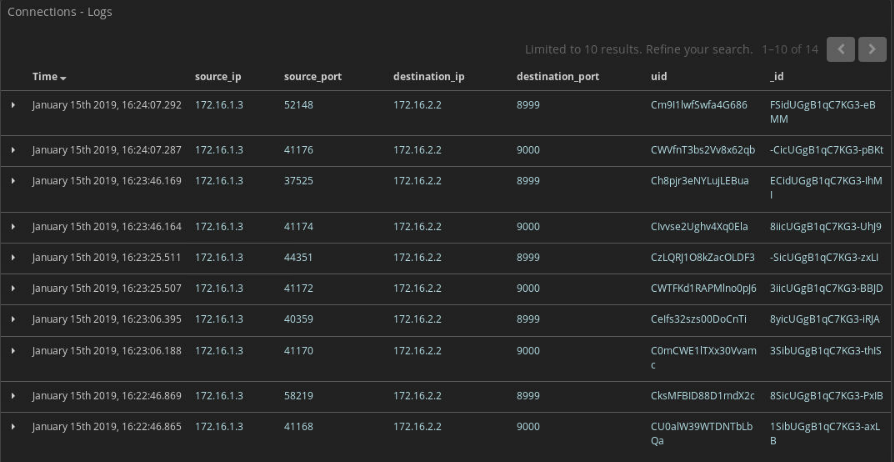 Connections - Logs
Limited to 10 results. Refine your search. 1–10 of 14
Time source_ip source_port destination_ip destination_port uid _id
January 15th 2019, 16:24:07.292 172.16.1.3 52148 172.16.2.2 8999 Cm9I1lwfSwfa4G686 FSidUGgB1qC7KG3-eB
MM
January 15th 2019, 16:24:07.287 172.16.1.3 41176 172.16.2.2 9000 CWVfnT3bs2Vv8x62qb -CicUGgB1qC7KG3-pBKt
January 15th 2019, 16:23:46.169 172.16.1.3 37525 172.16.2.2 8999 Ch8pjr3eNYLujLEBua ECidUGgB1qC7KG3-IhM
I
January 15th 2019, 16:23:46.164 172.16.1.3 41174 172.16.2.2 9000 CIvvse2Ughv4Xq0Ela 8iicUGgB1qC7KG3-UhJ9
January 15th 2019, 16:23:25.511 172.16.1.3 44351 172.16.2.2 8999 CzLQRJ1O8kZacOLDF3 -SicUGgB1qC7KG3-zxLI
January 15th 2019, 16:23:25.507 172.16.1.3 41172 172.16.2.2 9000 CWTFKd1RAPMlno0pJ6 3iicUGgB1qC7KG3-BBJD
January 15th 2019, 16:23:06.395 172.16.1.3 40359 172.16.2.2 8999 CeIfs32szs00DoCnTi 8yicUGgB1qC7KG3-iRJA
January 15th 2019, 16:23:06.188 172.16.1.3 41170 172.16.2.2 9000 C0mCWE1lTXx30Vvam 3SibUGgB1qC7KG3-thIS
c
January 15th 2019, 16:22:46.869 172.16.1.3 58219 172.16.2.2 8999 CksMFBID88D1mdX2c 8SicUGgB1qC7KG3-PxIB
January 15th 2019, 16:22:46.865 172.16.1.3 41168 172.16.2.2 9000 CU0alW39WTDNTbLb 1SibUGgB1qC7KG3-axL
Qa B